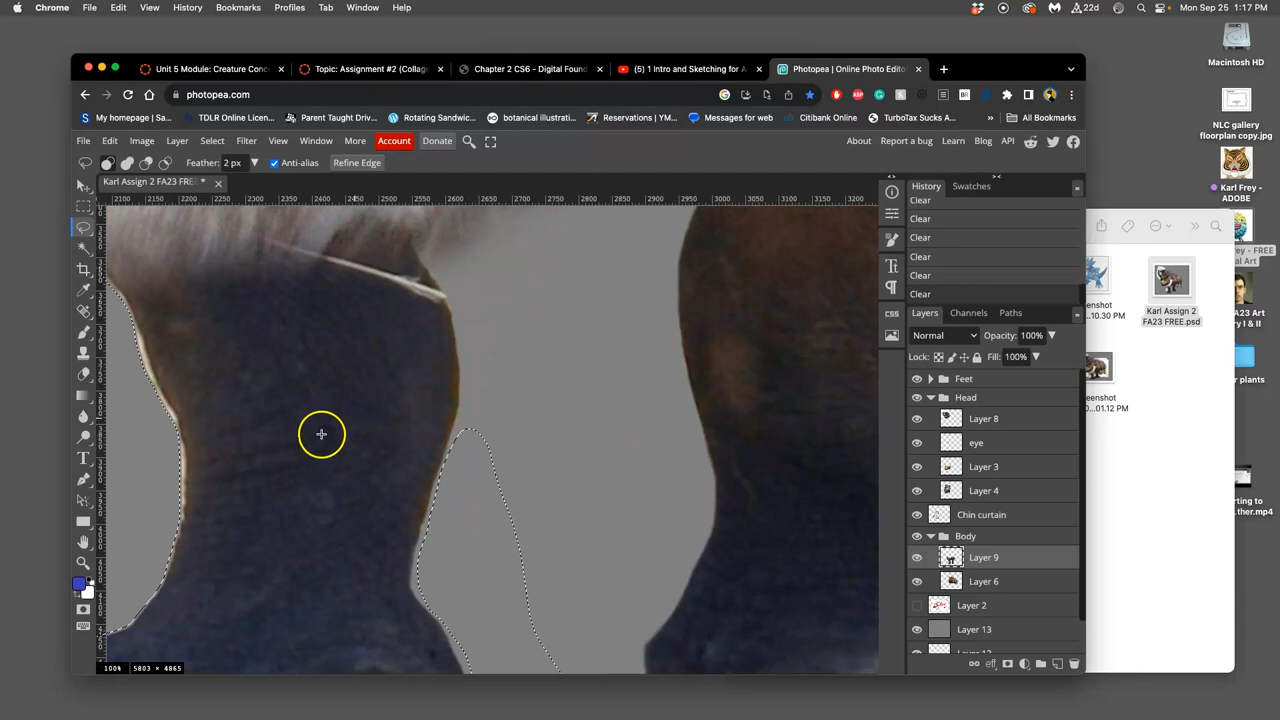 Chrome File Edit View History Bookmarks Profiles Tab Window Help 22d Mon Sep 25 1:17 PM
Unit 5 Module: Creature Conc Topic: Assignment #2 (Collag Chapter 2 CS6 - Digital Foun (5) 1 Intro and Sketching for A Photopea | Online Photo Edito
photopea.com
My homepage | Sa... TDLR Online Licens... Parent Taught Driv... Rotating Sandwic... botanical illustrati... Reservations | YM... Messages for web Citibank Online TurboTax Sucks A... All Bookmarks
File Edit Image Layer Select Filter View Window More Account Donate About Report a bug Learn Blog API
Feather: 2 px Anti-alias Refine Edge
Karl Assign 2 FA23 FREE *
2100 2150 2200 2250 2300 2350 2400 2450 2500 2550 2600 2650 2700 2750 2800 2850 2900 2950 3000 3050 3100 3150 3200
History Swatches
Clear
Clear
Clear
Clear
Clear
Clear
Layers Channels Paths
Normal Opacity: 100%
Lock: Fill: 100%
Feet
Head
Layer 8
eye
Layer 3
Layer 4
Chin curtain
Body
Layer 9
Layer 6
Layer 2
Layer 13
CSS
100% 5803 × 4865
Macintosh HD
NLC gallery
floorplan copy.jpg
Karl Frey -
ADOBE
Karl Assign 2
FA23 FREE.psd